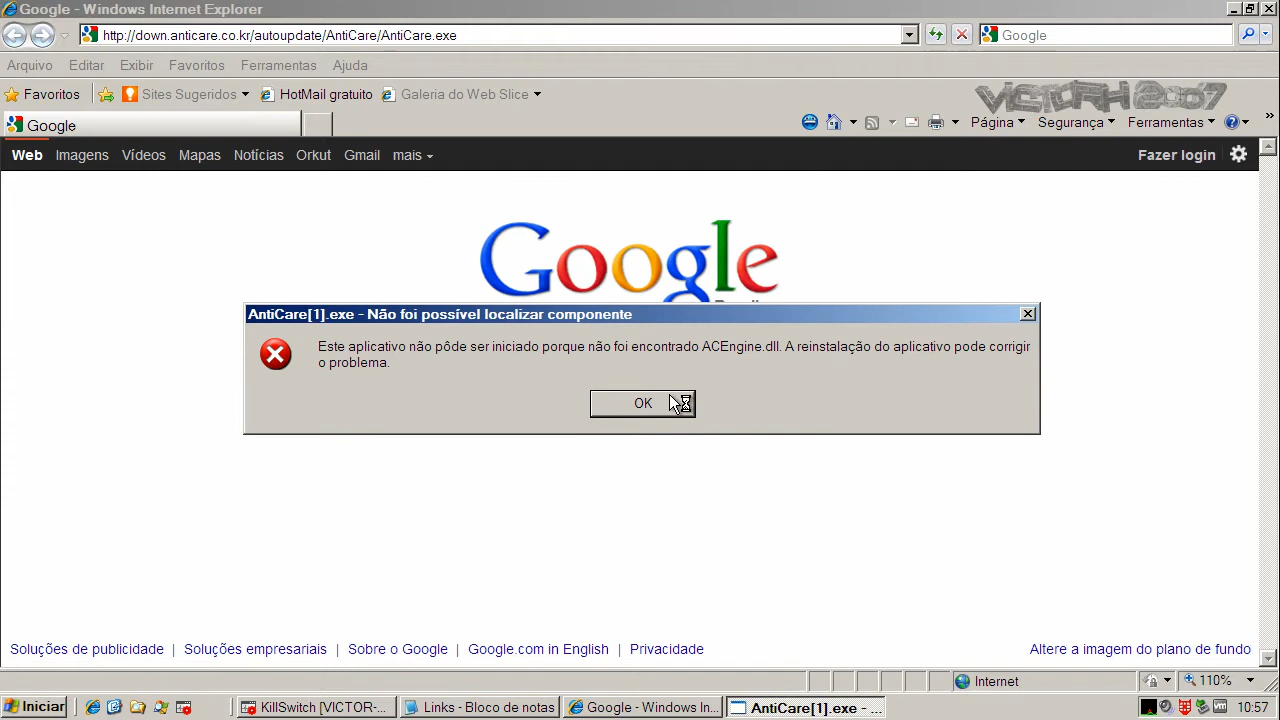 Google - Windows Internet Explorer
http://down.anticare.co.kr/autoupdate/AntiCare/AntiCare.exe
Google
Arquivo Editar Exibir Favoritos Ferramentas Ajuda
Favoritos Sites Sugeridos HotMail gratuito Galeria do Web Slice
VICTORH 2007
Google
Página Segurança Ferramentas
Web Imagens Vídeos Mapas Notícias Orkut Gmail mais
Fazer login
Google
AntiCare[1].exe - Não foi possível localizar componente
Este aplicativo não pôde ser iniciado porque não foi encontrado ACEngine.dll. A reinstalação do aplicativo pode corrigir
o problema.
OK
Soluções de publicidade | Soluções empresariais | Sobre o Google | Google.com in English | Privacidade
Altere a imagem do plano de fundo
Internet
110%
Iniciar
KillSwitch [VICTOR-...
Links - Bloco de notas
Google - Windows In...
AntiCare[1].exe - ...
10:57